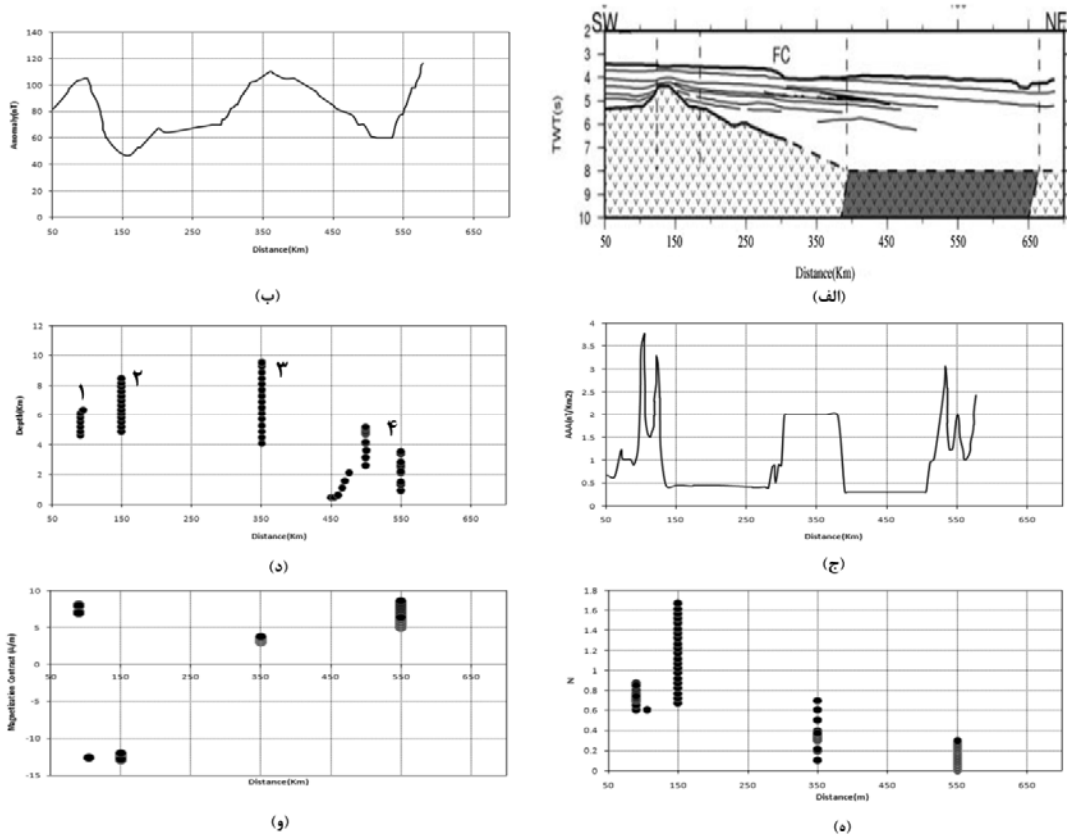 SW
NE
FC
2
3
4
5
6
7
8
9
10
TWT(s)
50 150 250 350 450 550 650
Distance(Km)
(الف)
140
120
100
80
60
40
20
0
Anomaly(nT)
50 150 250 350 450 550 650
Distance(Km)
(ب)
4
3.5
3
2.5
2
1.5
1
0.5
0
AAA(nT/Km2)
50 150 250 350 450 550 650
Distance(Km)
(ج)
12
10
8
6
4
2
0
Depth(Km)
۱
۲
۳
۴
50 150 250 350 450 550 650
Distance(Km)
(د)
1.8
1.6
1.4
1.2
1
0.8
0.6
0.4
0.2
0
N
50 150 250 350 450 550 650
Distance(m)
(ه)
10
5
0
-5
-10
-15
Magnetization Contrast (A/m)
50 150 250 350 450 550 650
Distance(Km)
(و)